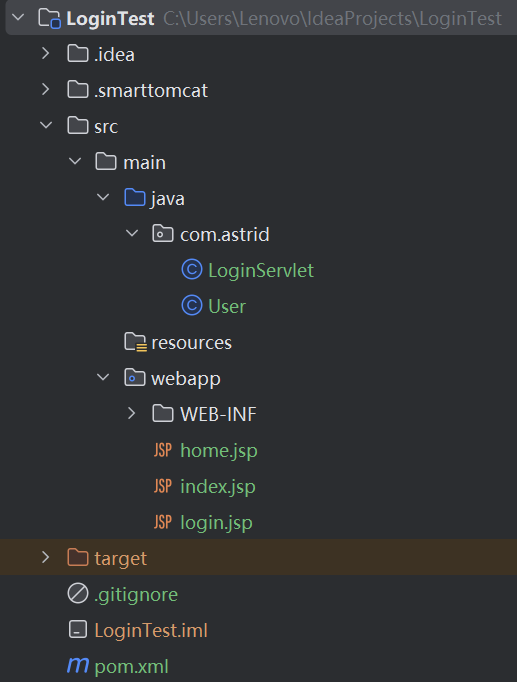 LoginTest C:\Users\Lenovo\IdeaProjects\LoginTest
.idea
.smarttomcat
src
main
java
com.astrid
C LoginServlet
C User
resources
webapp
WEB-INF
JSP home.jsp
JSP index.jsp
JSP login.jsp
target
.gitignore
LoginTest.iml
m pom.xml